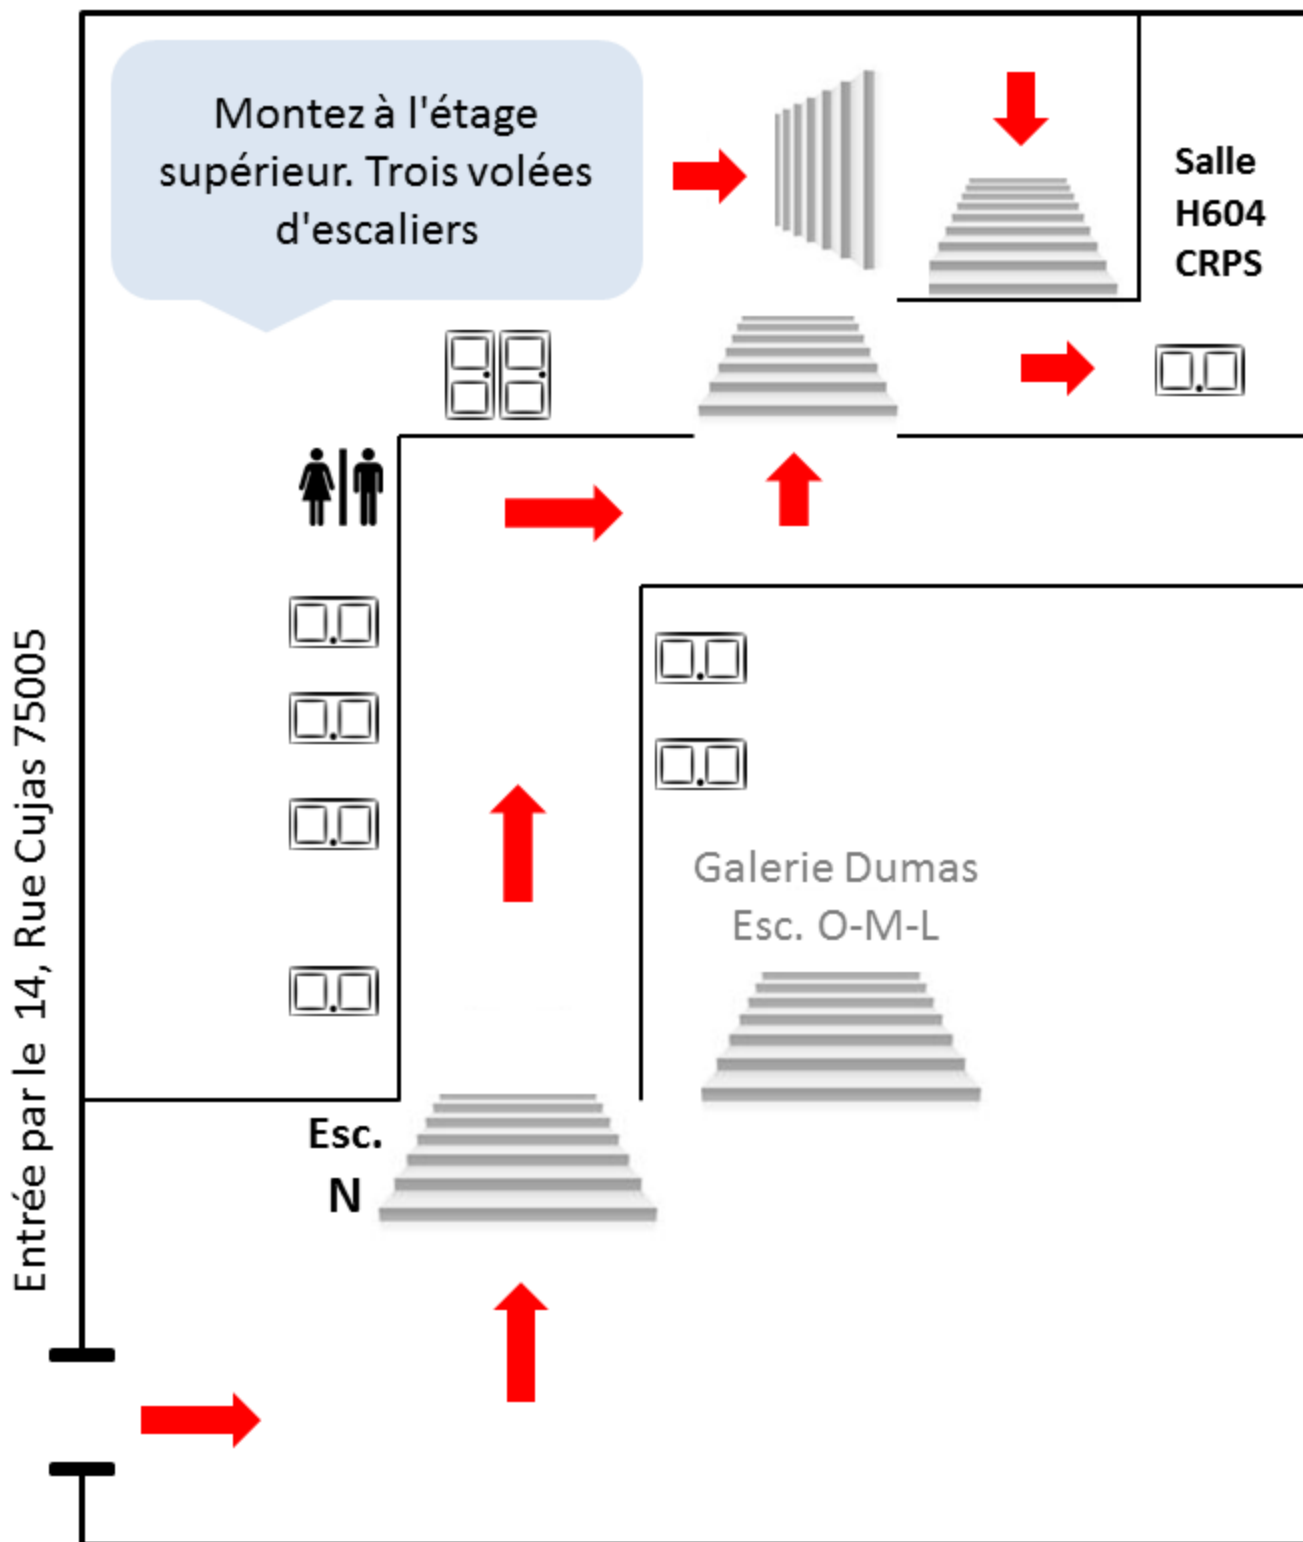 Montez à l'étage
supérieur. Trois volées
d'escaliers
Salle
H604
CRPS
Entrée par le 14, Rue Cujas 75005
Galerie Dumas
Esc. O-M-L
Esc.
N